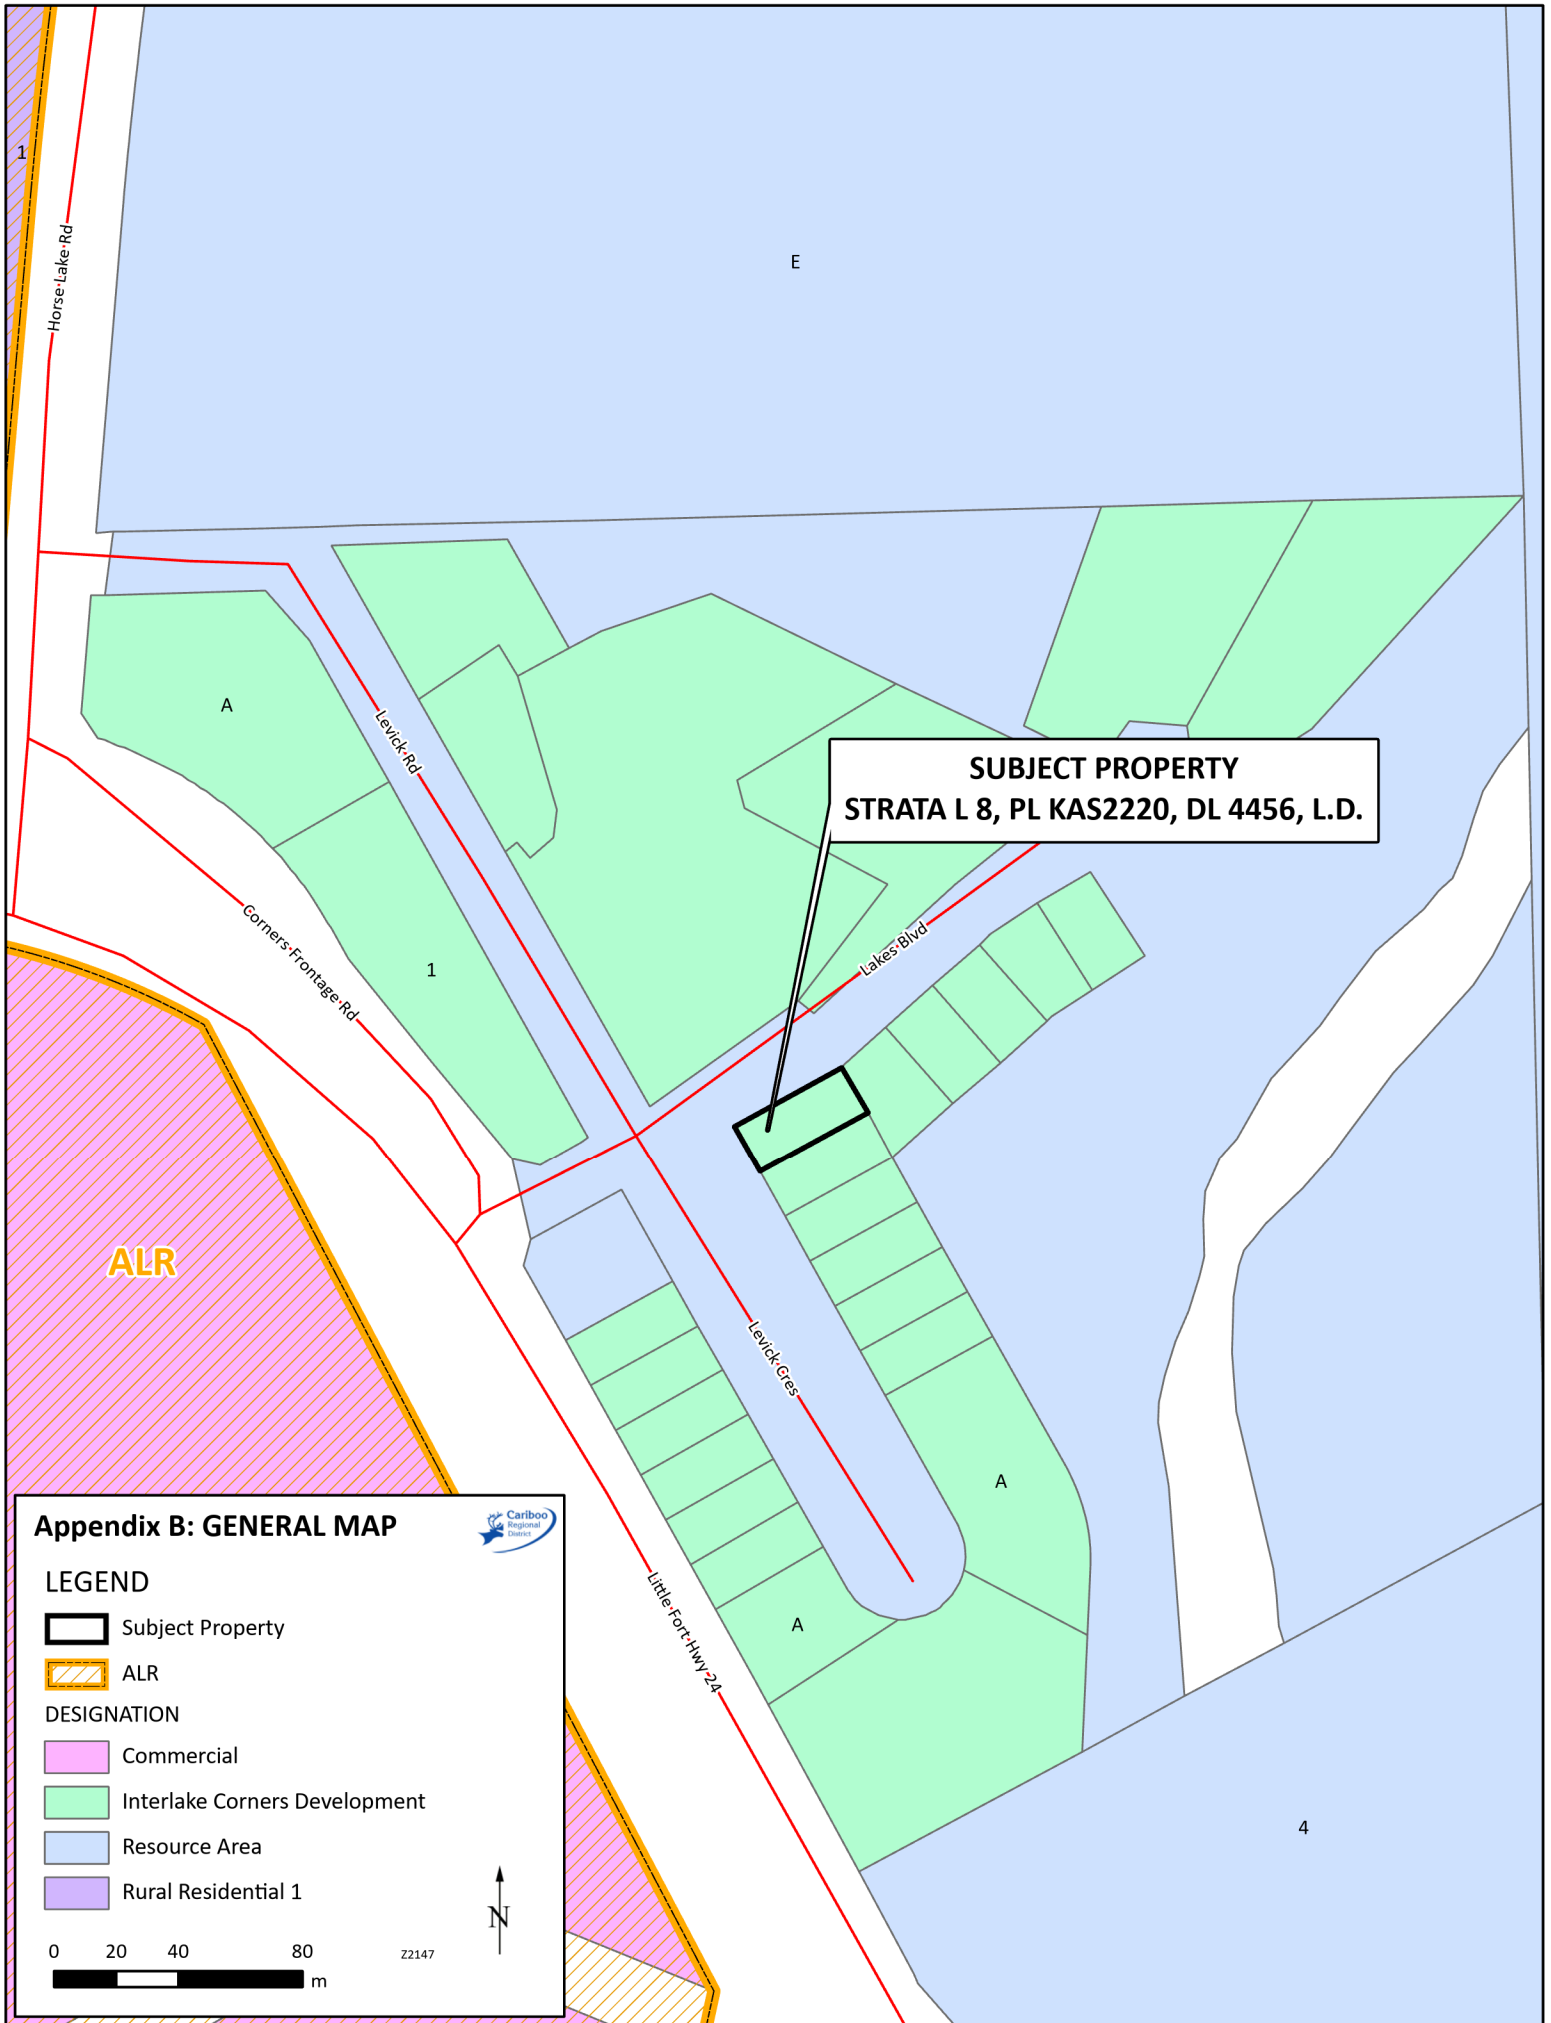 1
Horse Lake Rd
E
A
Levick Rd
SUBJECT PROPERTY
STRATA L 8, PL KAS2220, DL 4456, L.D.
Corners Frontage Rd
1
Lakes Blvd
ALR
Levick Cres
A
A
Little Fort Hwy 24
4
Appendix B: GENERAL MAP
Cariboo
Regional
District
LEGEND
Subject Property
ALR
DESIGNATION
Commercial
Interlake Corners Development
Resource Area
Rural Residential 1
N
0 20 40 80
m
Z2147